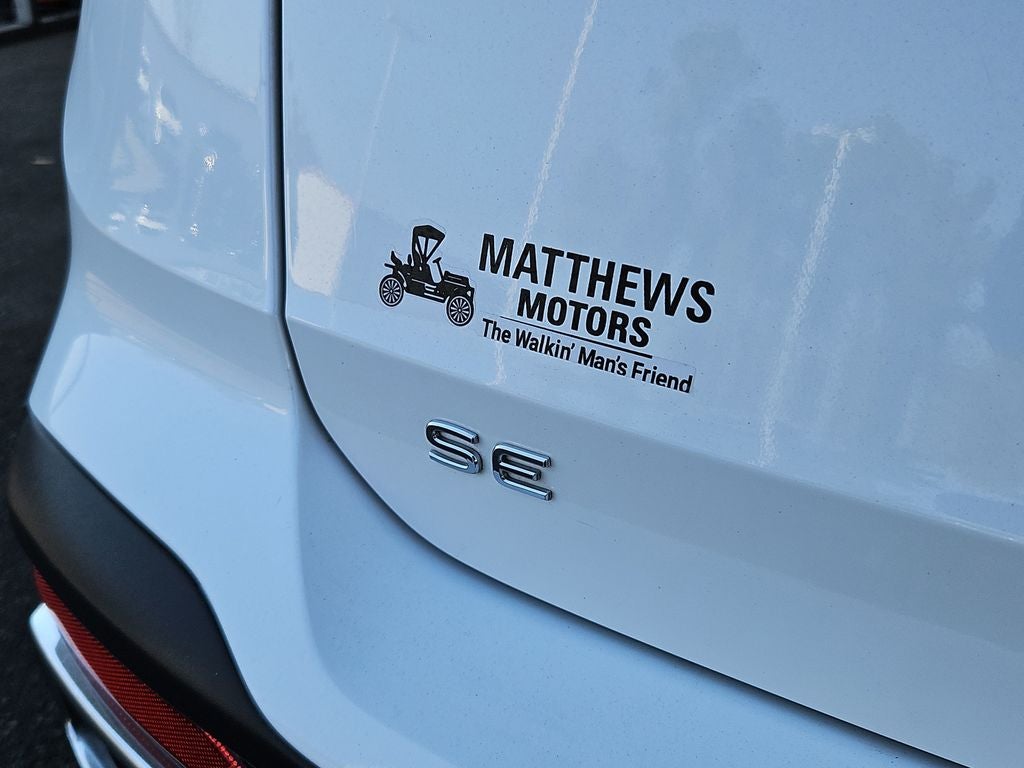 MATTHEWS
MOTORS
The Walkin' Man's Friend
SE